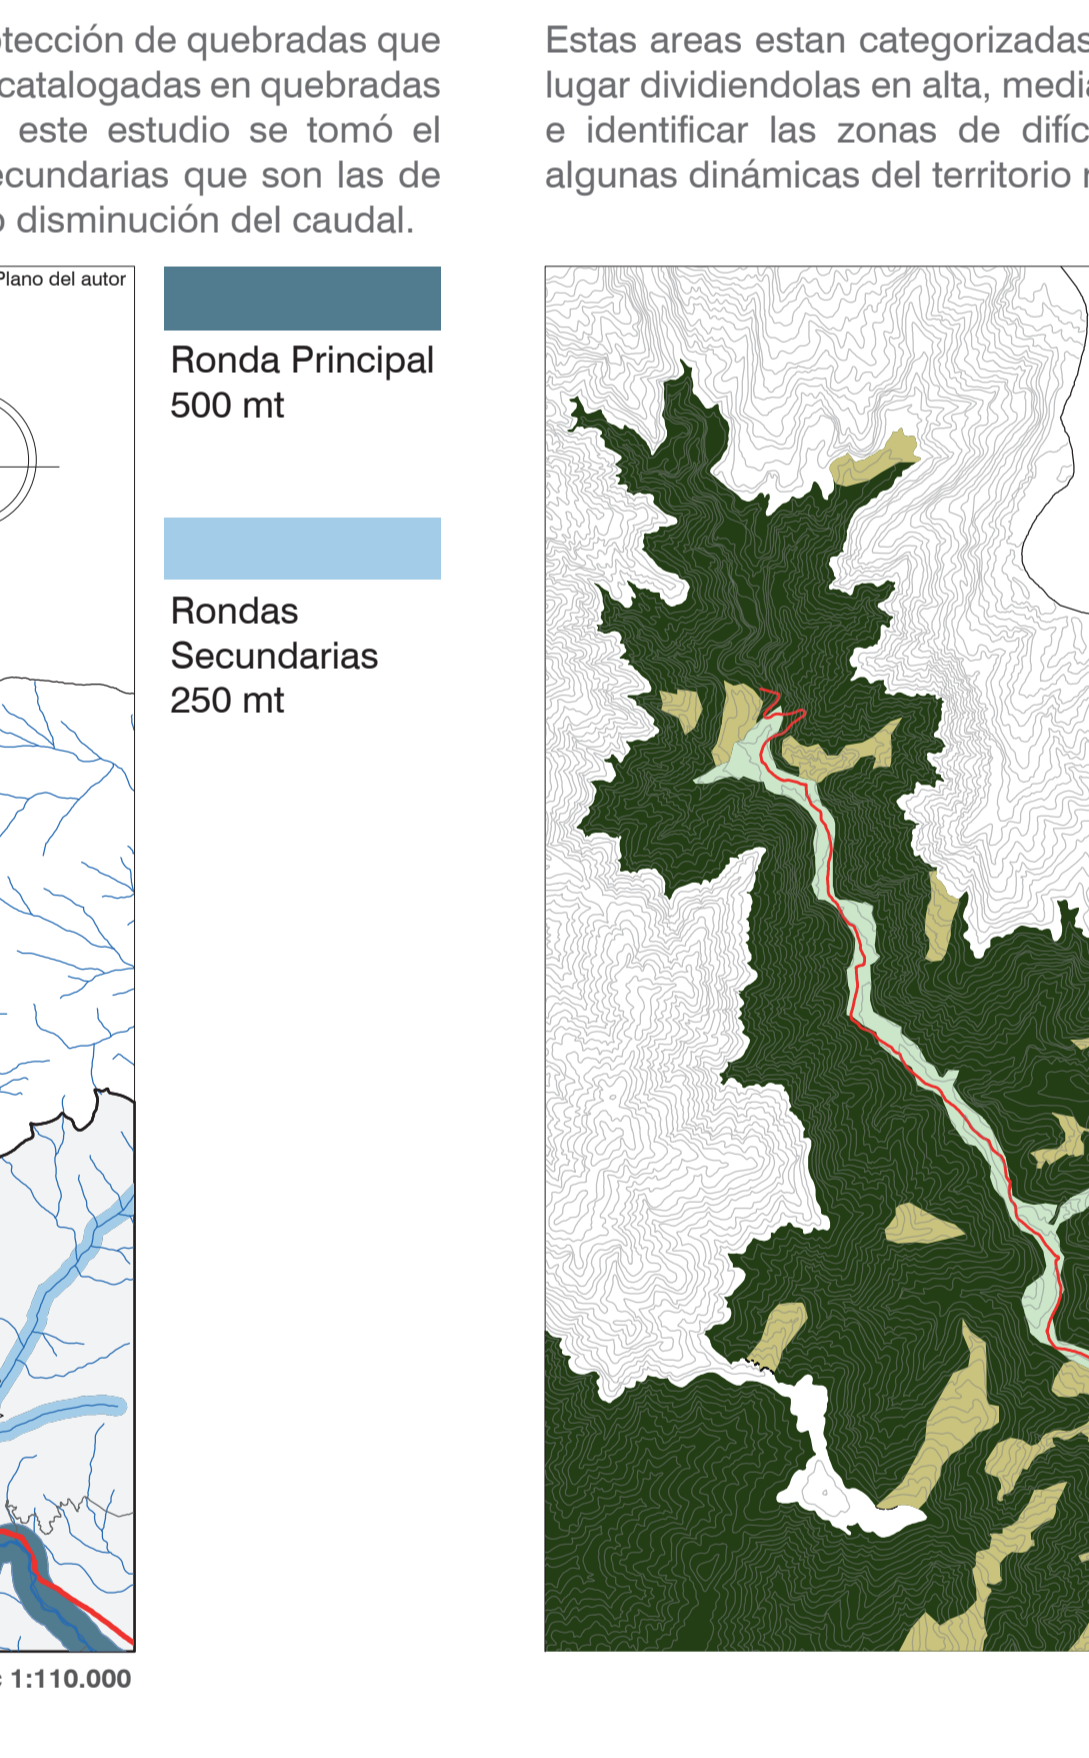 tección de quebradas que
catalogadas en quebradas
este estudio se tomó el
ecundarias que son las de
o disminución del caudal.
Plano del autor
Ronda Principal
500 mt
Rondas
Secundarias
250 mt
1:110.000
Estas areas estan categorizadas
lugar dividiendolas en alta, media
e identificar las zonas de difíc
algunas dinámicas del territorio